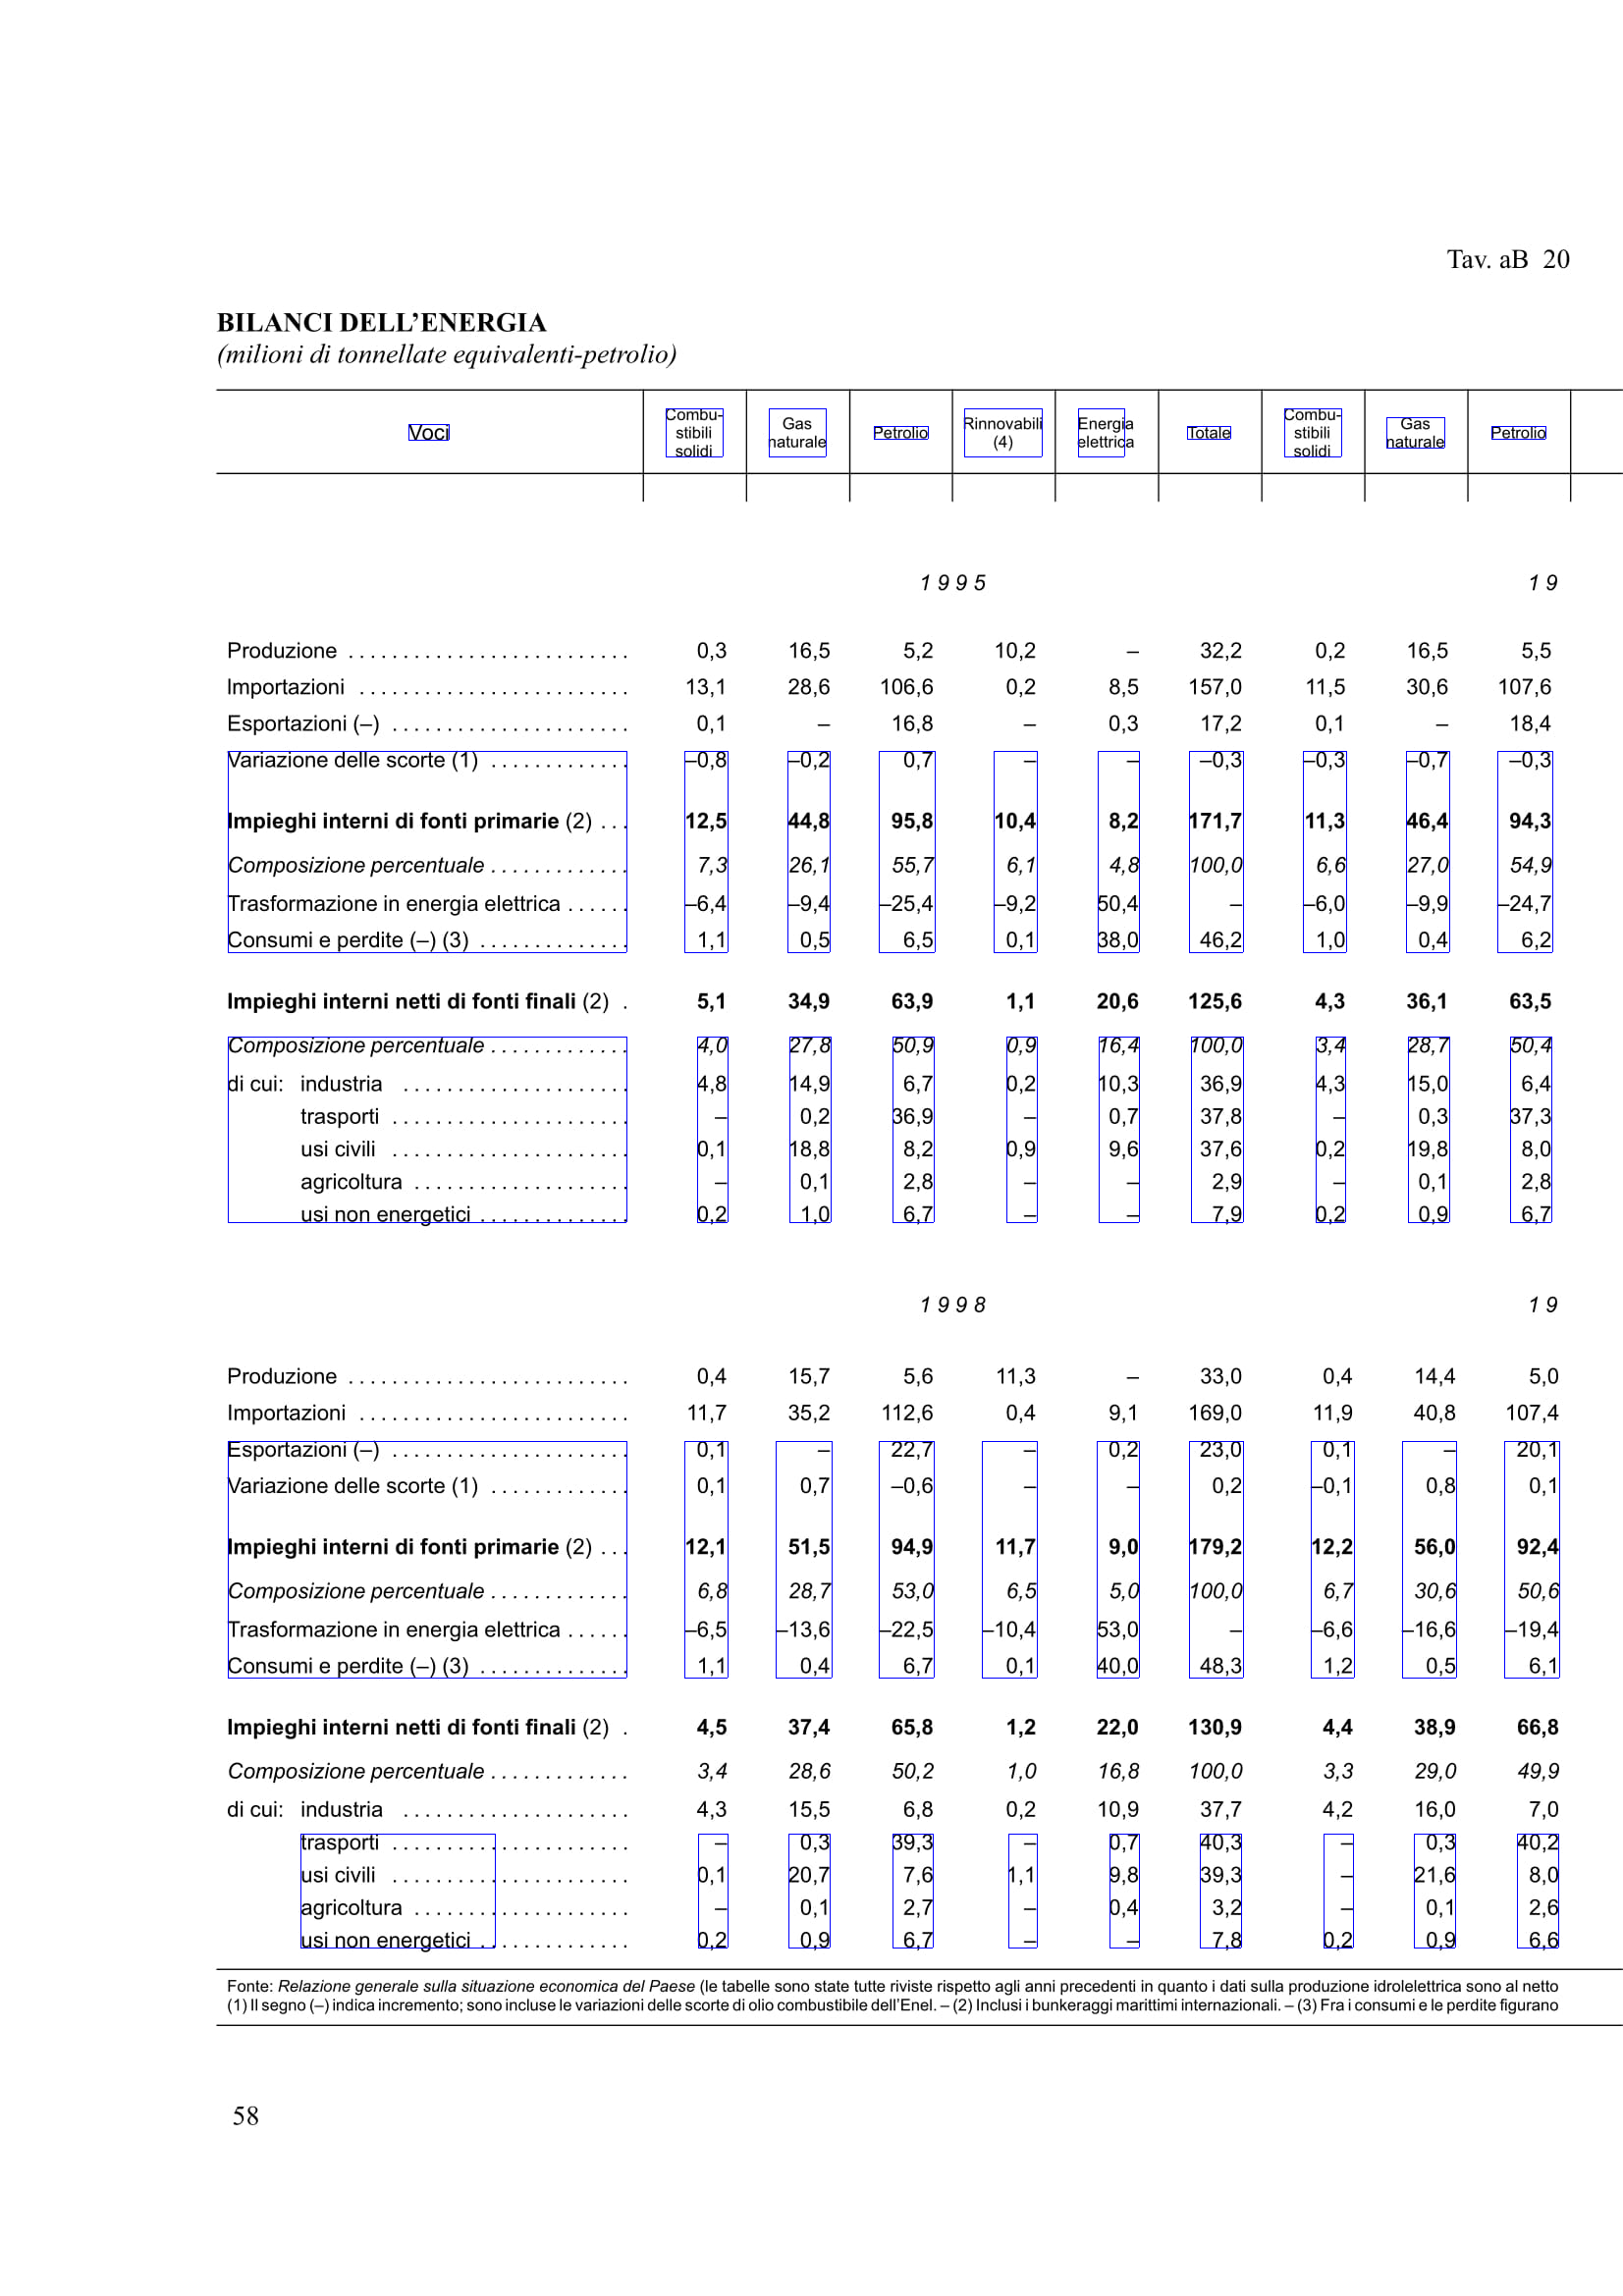 Tav. aB 20
BILANCI DELL’ENERGIA
(milioni di tonnellate equivalenti-petrolio)
Voci Combu-stibili solidi Gas naturale Petrolio Rinnovabili (4) Energia elettrica Totale Combu-stibili solidi Gas naturale Petrolio
1995 19
Produzione . . . . . . . . . . . . . . . . . . . . . . . . . . 0,3 16,5 5,2 10,2 – 32,2 0,2 16,5 5,5
Importazioni . . . . . . . . . . . . . . . . . . . . . . . . . 13,1 28,6 106,6 0,2 8,5 157,0 11,5 30,6 107,6
Esportazioni (–) . . . . . . . . . . . . . . . . . . . . . . 0,1 – 16,8 – 0,3 17,2 0,1 – 18,4
Variazione delle scorte (1) . . . . . . . . . . . . . –0,8 –0,2 0,7 – – –0,3 –0,3 –0,7 –0,3
Impieghi interni di fonti primarie (2) . . . 12,5 44,8 95,8 10,4 8,2 171,7 11,3 46,4 94,3
Composizione percentuale . . . . . . . . . . . . . 7,3 26,1 55,7 6,1 4,8 100,0 6,6 27,0 54,9
Trasformazione in energia elettrica . . . . . . –6,4 –9,4 –25,4 –9,2 50,4 – –6,0 –9,9 –24,7
Consumi e perdite (–) (3) . . . . . . . . . . . . . . 1,1 0,5 6,5 0,1 38,0 46,2 1,0 0,4 6,2
Impieghi interni netti di fonti finali (2) . 5,1 34,9 63,9 1,1 20,6 125,6 4,3 36,1 63,5
Composizione percentuale . . . . . . . . . . . . . 4,0 27,8 50,9 0,9 16,4 100,0 3,4 28,7 50,4
di cui: industria . . . . . . . . . . . . . . . . . . . . . 4,8 14,9 6,7 0,2 10,3 36,9 4,3 15,0 6,4
trasporti . . . . . . . . . . . . . . . . . . . . . . – 0,2 36,9 – 0,7 37,8 – 0,3 37,3
usi civili . . . . . . . . . . . . . . . . . . . . . . 0,1 18,8 8,2 0,9 9,6 37,6 0,2 19,8 8,0
agricoltura . . . . . . . . . . . . . . . . . . . . – 0,1 2,8 – – 2,9 – 0,1 2,8
usi non energetici . . . . . . . . . . . . . . 0,2 1,0 6,7 – – 7,9 0,2 0,9 6,7
1998 19
Produzione . . . . . . . . . . . . . . . . . . . . . . . . . . 0,4 15,7 5,6 11,3 – 33,0 0,4 14,4 5,0
Importazioni . . . . . . . . . . . . . . . . . . . . . . . . . 11,7 35,2 112,6 0,4 9,1 169,0 11,9 40,8 107,4
Esportazioni (–) . . . . . . . . . . . . . . . . . . . . . . 0,1 – 22,7 – 0,2 23,0 0,1 – 20,1
Variazione delle scorte (1) . . . . . . . . . . . . . 0,1 0,7 –0,6 – – 0,2 –0,1 0,8 0,1
Impieghi interni di fonti primarie (2) . . . 12,1 51,5 94,9 11,7 9,0 179,2 12,2 56,0 92,4
Composizione percentuale . . . . . . . . . . . . . 6,8 28,7 53,0 6,5 5,0 100,0 6,7 30,6 50,6
Trasformazione in energia elettrica . . . . . . –6,5 –13,6 –22,5 –10,4 53,0 – –6,6 –16,6 –19,4
Consumi e perdite (–) (3) . . . . . . . . . . . . . . 1,1 0,4 6,7 0,1 40,0 48,3 1,2 0,5 6,1
Impieghi interni netti di fonti finali (2) . 4,5 37,4 65,8 1,2 22,0 130,9 4,4 38,9 66,8
Composizione percentuale . . . . . . . . . . . . . 3,4 28,6 50,2 1,0 16,8 100,0 3,3 29,0 49,9
di cui: industria . . . . . . . . . . . . . . . . . . . . . 4,3 15,5 6,8 0,2 10,9 37,7 4,2 16,0 7,0
trasporti . . . . . . . . . . . . . . . . . . . . . . – 0,3 39,3 – 0,7 40,3 – 0,3 40,2
usi civili . . . . . . . . . . . . . . . . . . . . . . 0,1 20,7 7,6 1,1 9,8 39,3 – 21,6 8,0
agricoltura . . . . . . . . . . . . . . . . . . . . – 0,1 2,7 – 0,4 3,2 – 0,1 2,6
usi non energetici . . . . . . . . . . . . . . 0,2 0,9 6,7 – – 7,8 0,2 0,9 6,6
Fonte: Relazione generale sulla situazione economica del Paese (le tabelle sono state tutte riviste rispetto agli anni precedenti in quanto i dati sulla produzione idrolelettrica sono al netto
(1) Il segno (–) indica incremento; sono incluse le variazioni delle scorte di olio combustibile dell’Enel. – (2) Inclusi i bunkeraggi marittimi internazionali. – (3) Fra i consumi e le perdite figurano
58